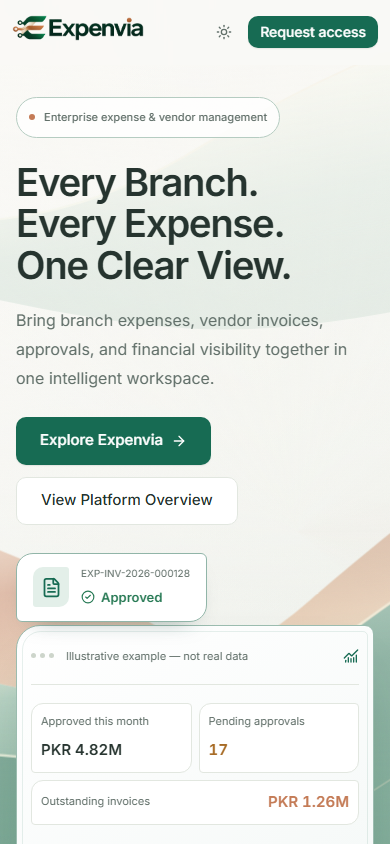 Expenvia
Request access
Enterprise expense & vendor management
Every Branch.
Every Expense.
One Clear View.
Bring branch expenses, vendor invoices,
approvals, and financial visibility together in
one intelligent workspace.
Explore Expenvia
View Platform Overview
EXP-INV-2026-000128
Approved
Illustrative example — not real data
Approved this month
PKR 4.82M
Pending approvals
17
Outstanding invoices
PKR 1.26M